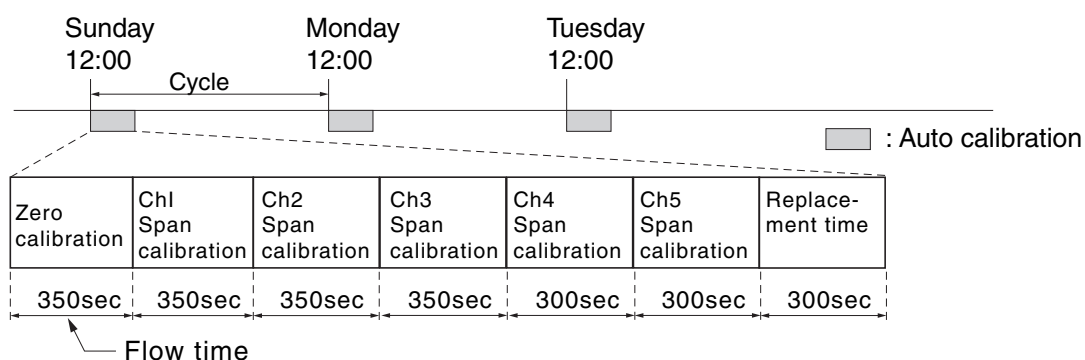 Sunday
12:00
Monday
12:00
Tuesday
12:00
Cycle
: Auto calibration
Zero
calibration
Ch1
Span
calibration
Ch2
Span
calibration
Ch3
Span
calibration
Ch4
Span
calibration
Ch5
Span
calibration
Replace-
ment time
350sec
350sec
350sec
350sec
300sec
300sec
300sec
Flow time